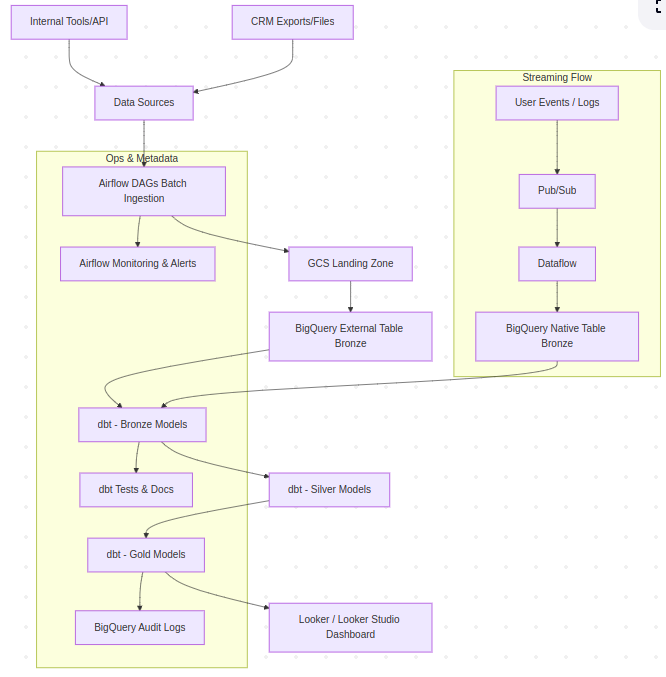 Internal Tools/API
CRM Exports/Files
Data Sources
Streaming Flow
User Events / Logs
Ops & Metadata
Airflow DAGs Batch
Ingestion
Pub/Sub
Airflow Monitoring & Alerts
GCS Landing Zone
Dataflow
BigQuery External Table
Bronze
BigQuery Native Table
Bronze
dbt - Bronze Models
dbt Tests & Docs
dbt - Silver Models
dbt - Gold Models
BigQuery Audit Logs
Looker / Looker Studio
Dashboard